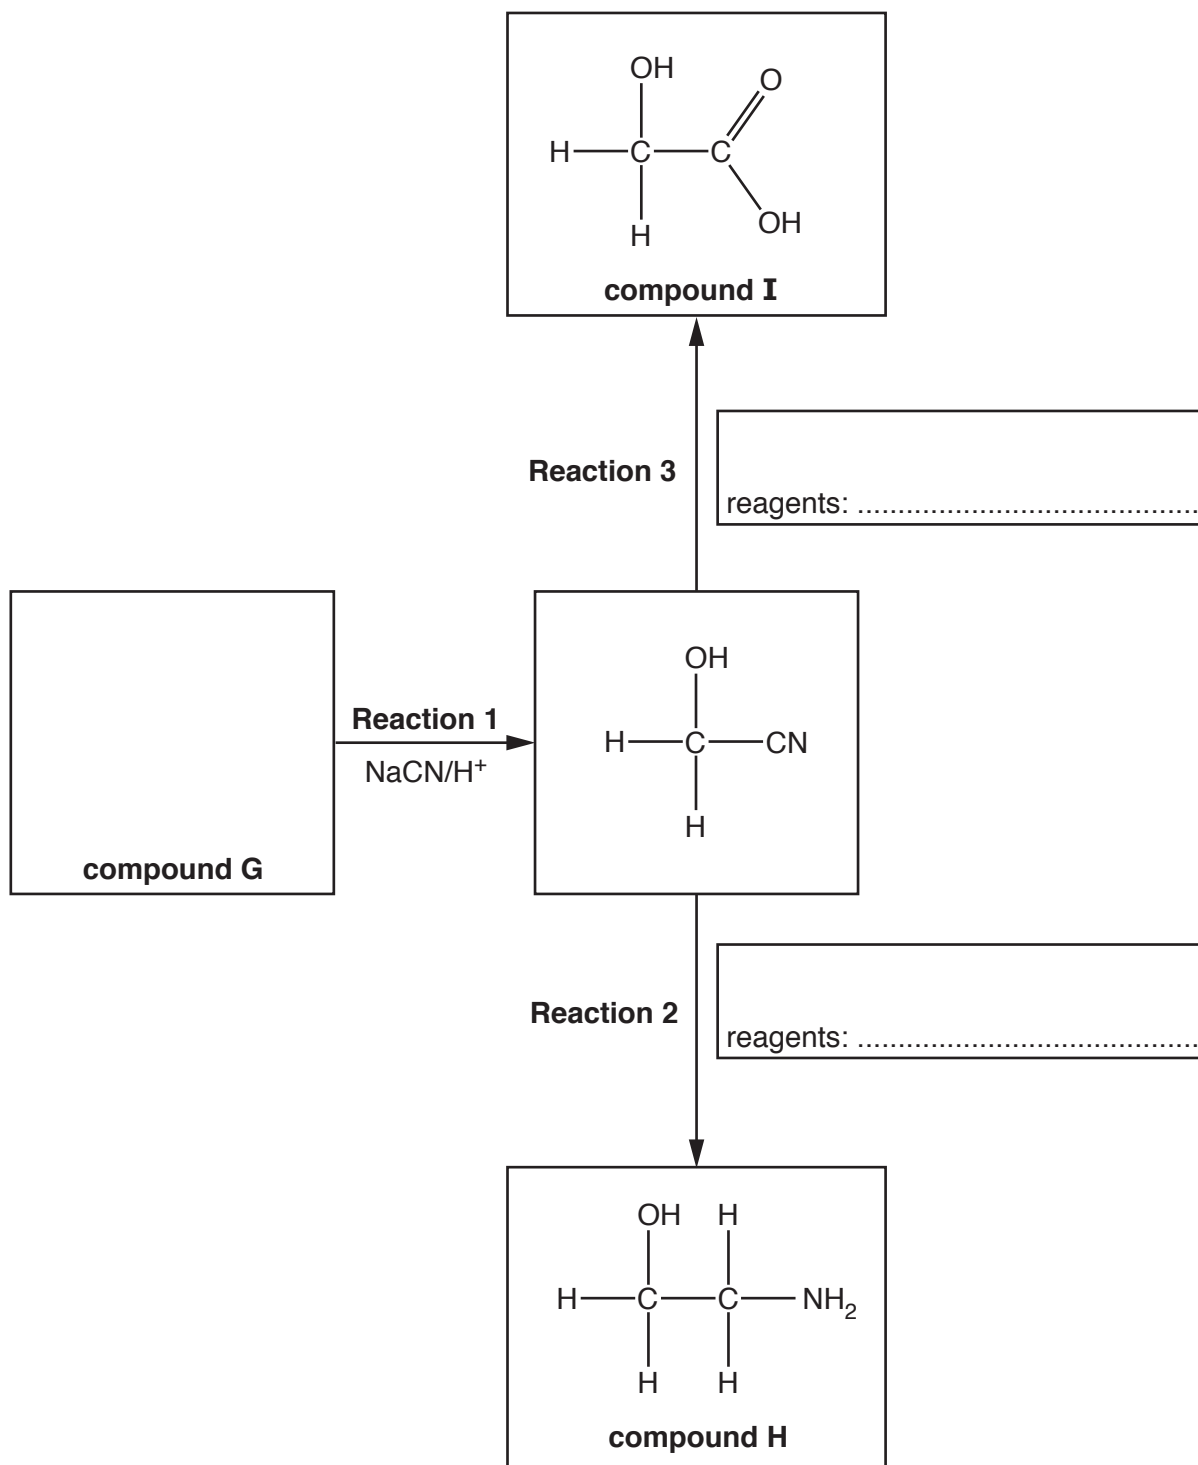 OH
O
H C C
OH
H
compound I
Reaction 3
reagents: ..........................................
OH
Reaction 1
H C CN
NaCN/H⁺
H
compound G
Reaction 2
reagents: ..........................................
OH H
H C C NH₂
H H
compound H